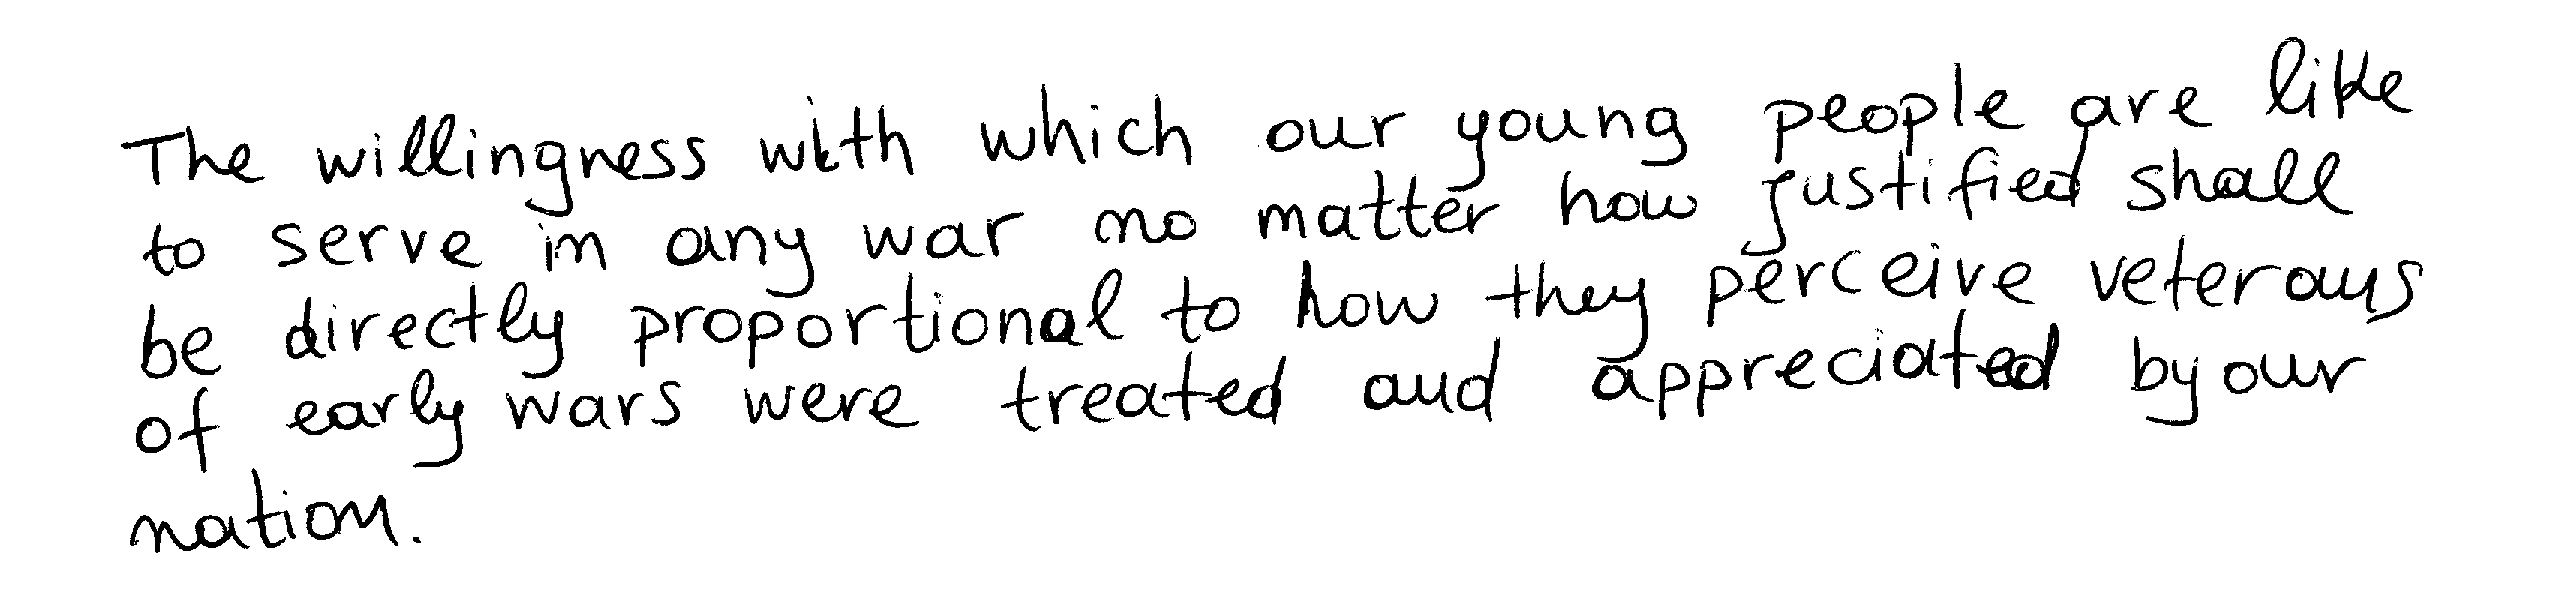 The willingness with which our young people are like
to serve in any war no matter how justified shall
be directly proportional to how they perceive veterans
of early wars were treated and appreciated by our
nation.